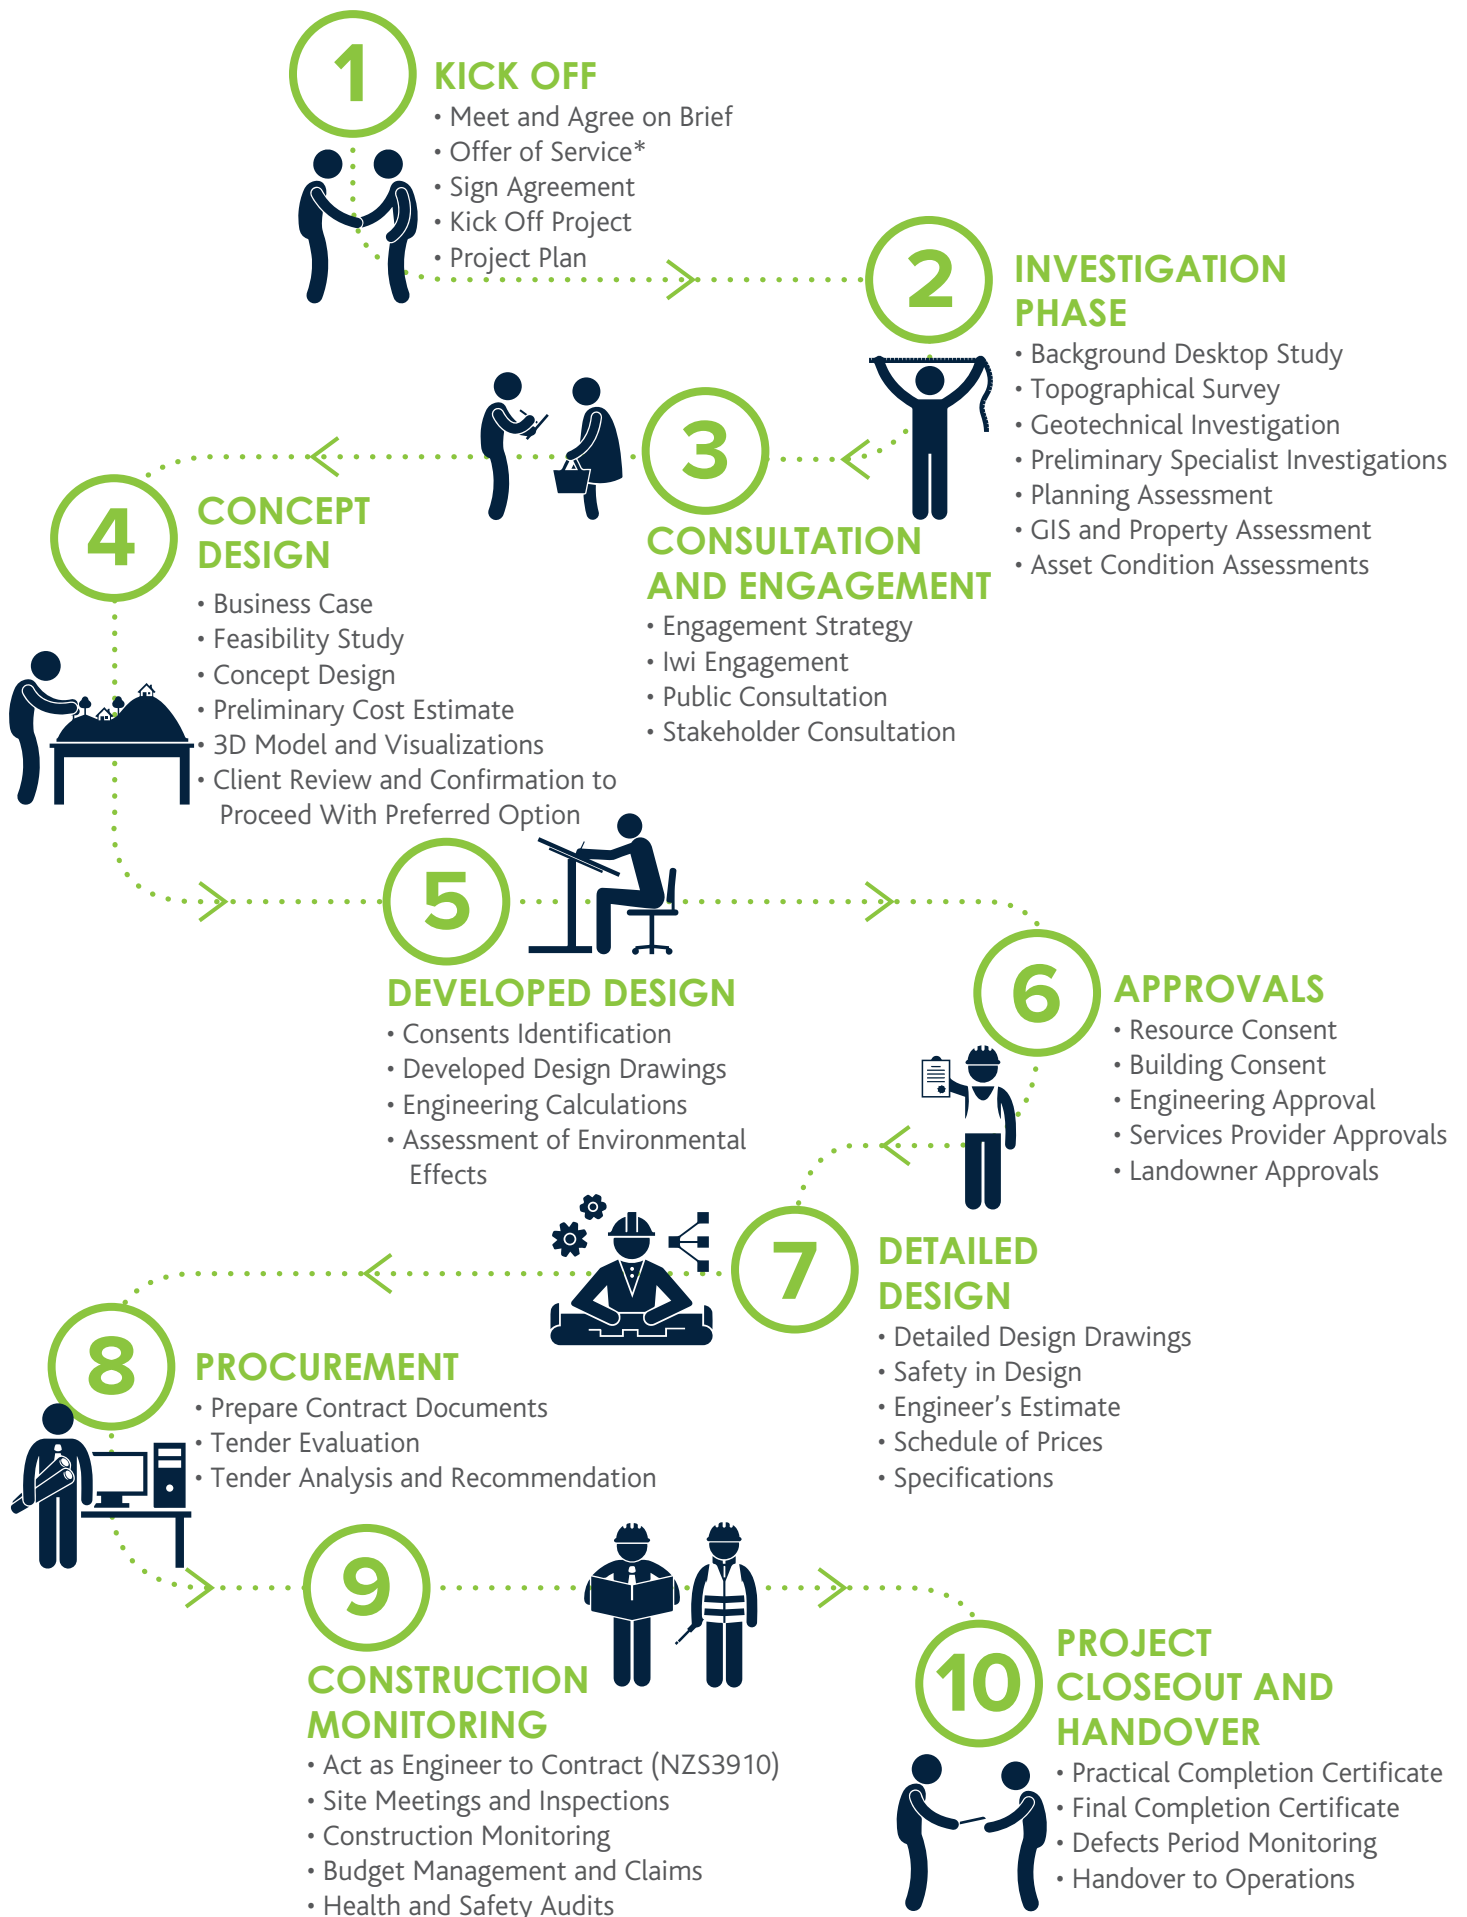 1
KICK OFF
• Meet and Agree on Brief
• Offer of Service*
• Sign Agreement
• Kick Off Project
• Project Plan
2
INVESTIGATION
PHASE
• Background Desktop Study
• Topographical Survey
• Geotechnical Investigation
• Preliminary Specialist Investigations
• Planning Assessment
• GIS and Property Assessment
• Asset Condition Assessments
3
CONSULTATION
AND ENGAGEMENT
• Engagement Strategy
• Iwi Engagement
• Public Consultation
• Stakeholder Consultation
4
CONCEPT
DESIGN
• Business Case
• Feasibility Study
• Concept Design
• Preliminary Cost Estimate
• 3D Model and Visualizations
• Client Review and Confirmation to
Proceed With Preferred Option
5
DEVELOPED DESIGN
• Consents Identification
• Developed Design Drawings
• Engineering Calculations
• Assessment of Environmental
Effects
6
APPROVALS
• Resource Consent
• Building Consent
• Engineering Approval
• Services Provider Approvals
• Landowner Approvals
7
DETAILED
DESIGN
• Detailed Design Drawings
• Safety in Design
• Engineer’s Estimate
• Schedule of Prices
• Specifications
8
PROCUREMENT
• Prepare Contract Documents
• Tender Evaluation
• Tender Analysis and Recommendation
9
CONSTRUCTION
MONITORING
• Act as Engineer to Contract (NZS3910)
• Site Meetings and Inspections
• Construction Monitoring
• Budget Management and Claims
• Health and Safety Audits
10
PROJECT
CLOSEOUT AND
HANDOVER
• Practical Completion Certificate
• Final Completion Certificate
• Defects Period Monitoring
• Handover to Operations